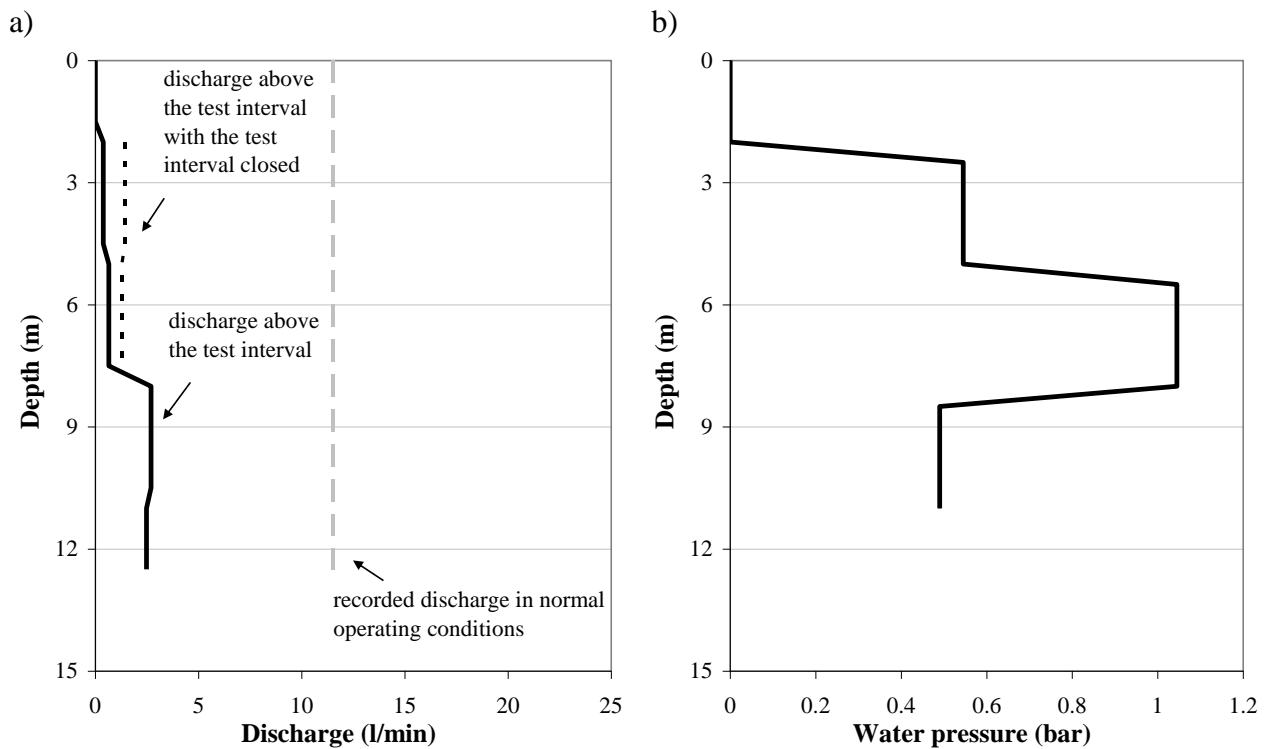 a)
0
3
6
9
12
15
Depth (m)
discharge above
the test interval
with the test
interval closed
discharge above
the test interval
recorded discharge in normal
operating conditions
0
5
10
15
20
25
Discharge (l/min)
b)
0
3
6
9
12
15
Depth (m)
0
0.2
0.4
0.6
0.8
1
1.2
Water pressure (bar)